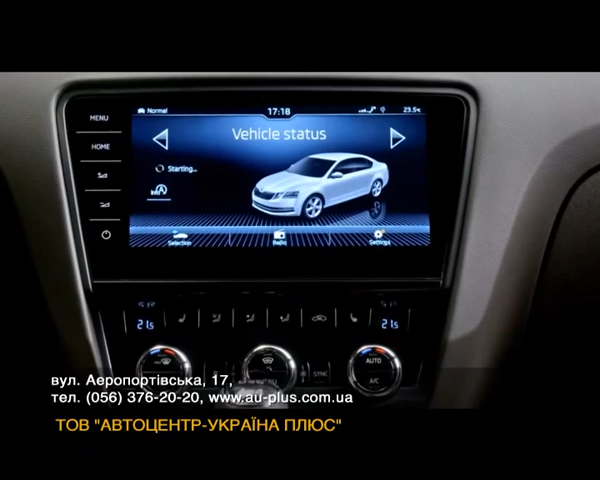 MENU
HOME
Normal
17:18
23.5
Vehicle status
Starting...
Selection
Radio
Settings
21.5
21.5
SYNC
AUTO
A/C
вул. Аеропортівська, 17,
тел. (056) 376-20-20, www.au-plus.com.ua
ТОВ "АВТОЦЕНТР-УКРАЇНА ПЛЮС"